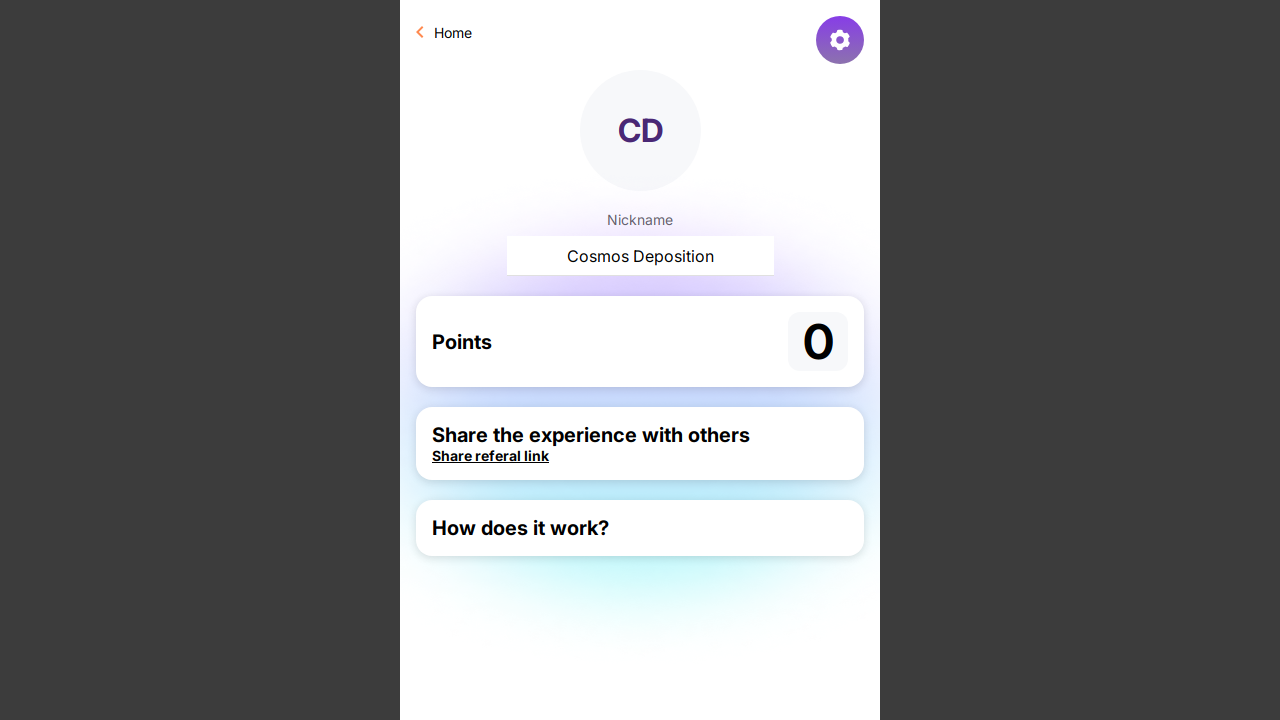 Home
CD
Nickname
Cosmos Deposition
Points
0
Share the experience with others
Share referal link
How does it work?